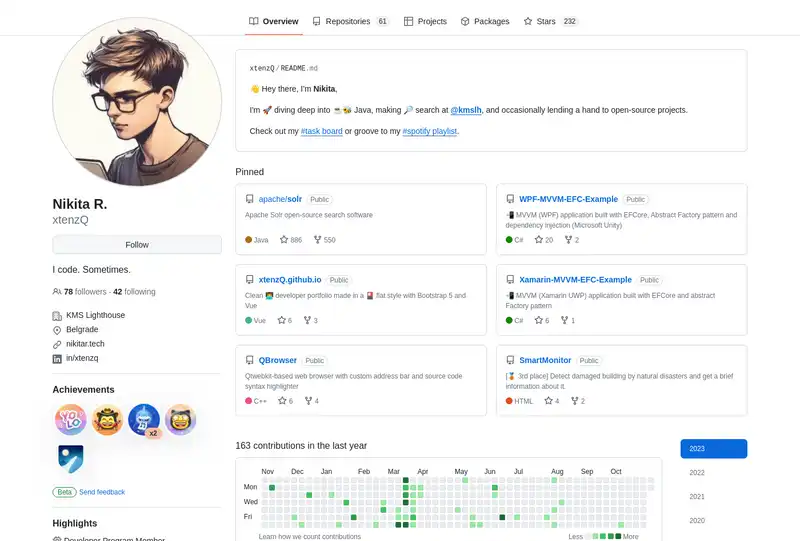 Overview
Repositories 61
Projects
Packages
Stars 232
xtenzQ / README.md
👋 Hey there, I'm Nikita,
I'm 🚀 diving deep into ☕🐝 Java, making 🔎 search at @kmslh, and occasionally lending a hand to open-source projects.
Check out my #task board or groove to my #spotify playlist.
Nikita R.
xtenzQ
Follow
I code. Sometimes.
78 followers · 42 following
KMS Lighthouse
Belgrade
nikitar.tech
in/xtenzq
Achievements
YOLO
x2
Beta Send feedback
Highlights
Developer Program Member
Pinned
apache/solr Public
Apache Solr open-source search software
Java 886 550
WPF-MVVM-EFC-Example Public
📲 MVVM (WPF) application built with EFCore, Abstract Factory pattern and
dependency injection (Microsoft Unity)
C# 20 2
xtenzQ.github.io Public
Clean 👨‍💻 developer portfolio made in a 🎴 flat style with Bootstrap 5 and
Vue
Vue 6 3
Xamarin-MVVM-EFC-Example Public
📲 MVVM (Xamarin UWP) application built with EFCore and abstract
Factory pattern
C# 6 1
QBrowser Public
Qtwebkit-based web browser with custom address bar and source code
syntax highlighter
C++ 6 4
SmartMonitor Public
[🏅 3rd place] Detect damaged building by natural disasters and get a brief
information about it.
HTML 4 2
163 contributions in the last year
Nov Dec Jan Feb Mar Apr May Jun Jul Aug Sep Oct
Mon
Wed
Fri
Learn how we count contributions
Less More
2023
2022
2021
2020